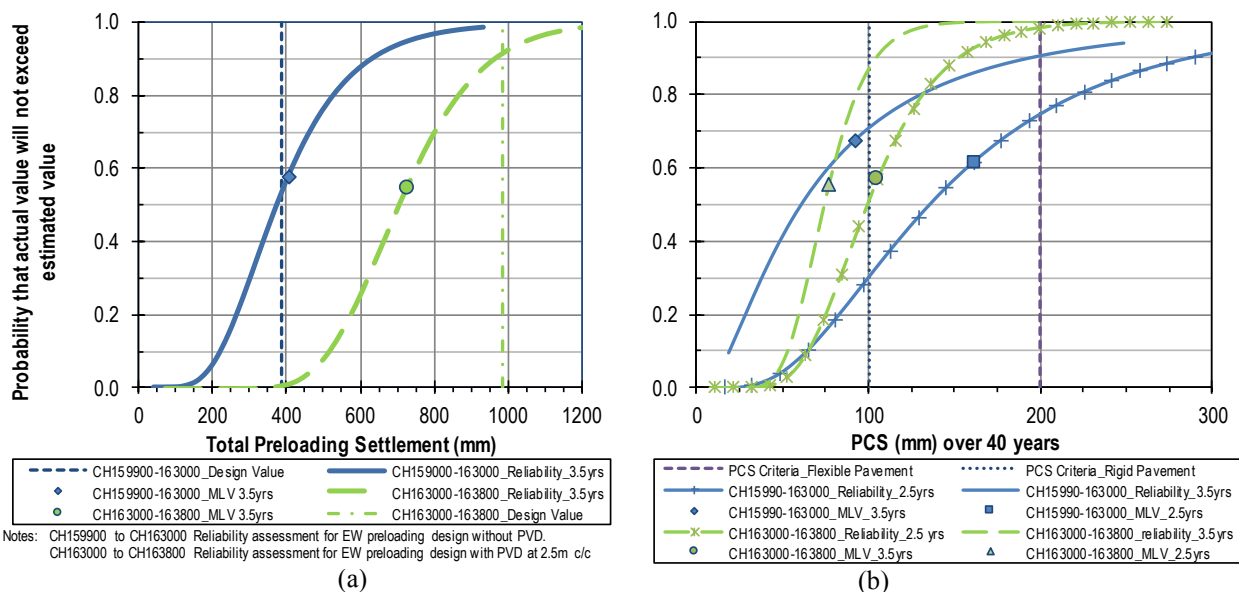 Probability that actual value will not exceed
estimated value
1.0
0.8
0.6
0.4
0.2
0.0
0 200 400 600 800 1000 1200
Total Preloading Settlement (mm)
CH159900-163000_Design Value
CH159000-163000_Reliability_3.5yrs
CH159900-163000_MLV 3.5yrs
CH163000-163800_Reliability_3.5yrs
CH163000-163800_MLV 3.5yrs
CH163000-163800_Design Value
Notes: CH159900 to CH163000 Reliability assessment for EW preloading design without PVD.
CH163000 to CH163800 Reliability assessment for EW preloading design with PVD at 2.5m c/c
(a)
1.0
0.8
0.6
0.4
0.2
0.0
0 50 100 150 200 250 300
PCS (mm) over 40 years
PCS Criteria_Flexible Pavement
PCS Criteria_Rigid Pavement
CH15990-163000_Reliability_2.5yrs
CH15990-163000_Reliability_3.5yrs
CH15990-163000_MLV_3.5yrs
CH15990-163000_MLV_2.5yrs
CH163000-163800_Reliability_2.5 yrs
CH163000-163800_reliability_3.5yrs
CH163000-163800_MLV_3.5yrs
CH163000-163800_MLV_2.5yrs
(b)